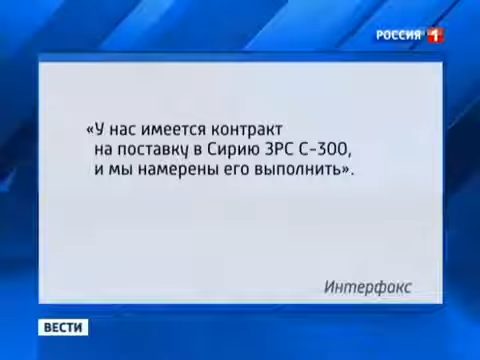 РОССИЯ 1
«У нас имеется контракт
на поставку в Сирию ЗРС С-300,
и мы намерены его выполнить».
Интерфакс
ВЕСТИ